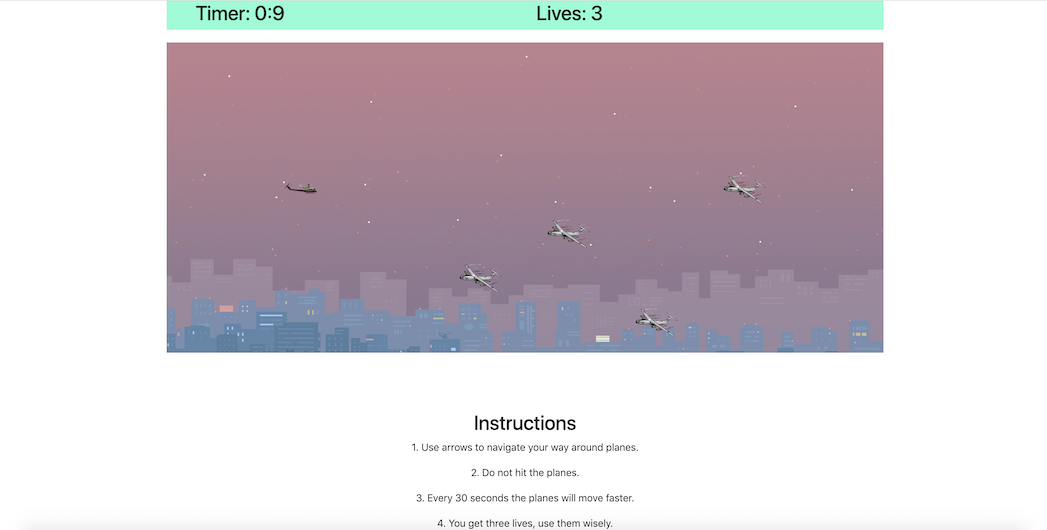 Timer: 0:9 Lives: 3
Instructions
1. Use arrows to navigate your way around planes.
2. Do not hit the planes.
3. Every 30 seconds the planes will move faster.
4. You get three lives, use them wisely.